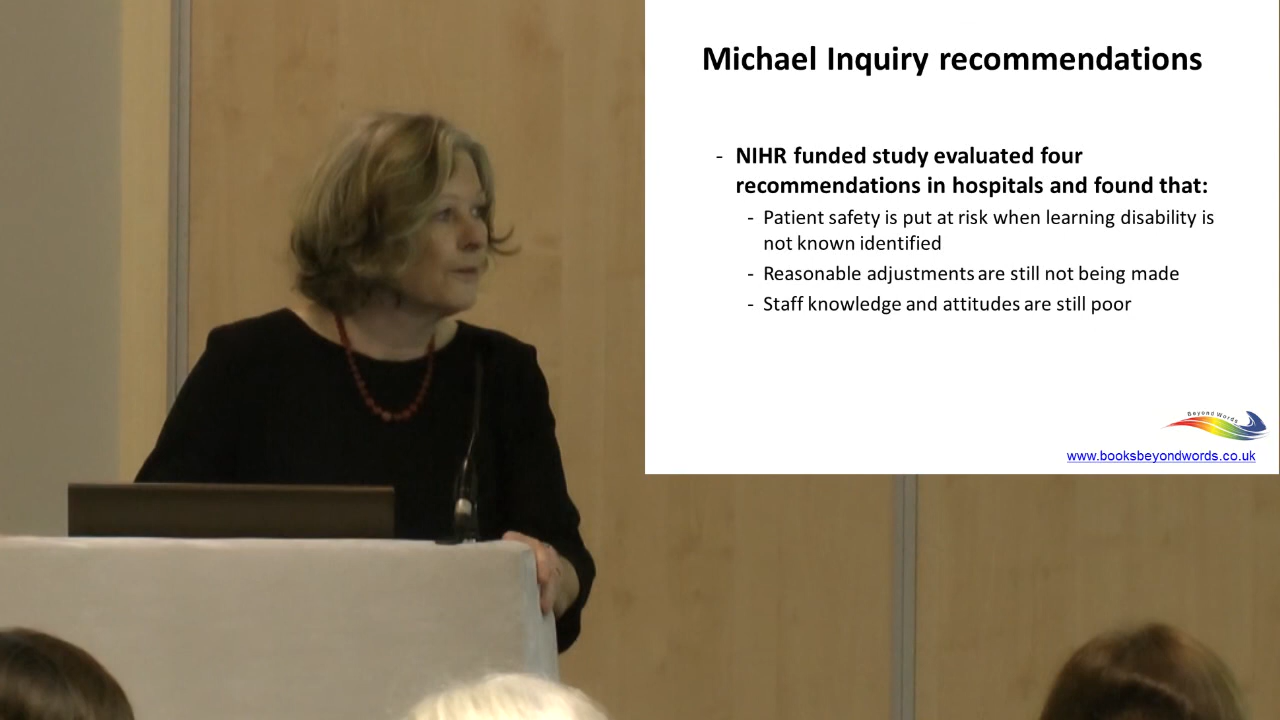 Michael Inquiry recommendations
- NIHR funded study evaluated four
recommendations in hospitals and found that:
- Patient safety is put at risk when learning disability is
not known identified
- Reasonable adjustments are still not being made
- Staff knowledge and attitudes are still poor
Beyond Words
www.booksbeyondwords.co.uk